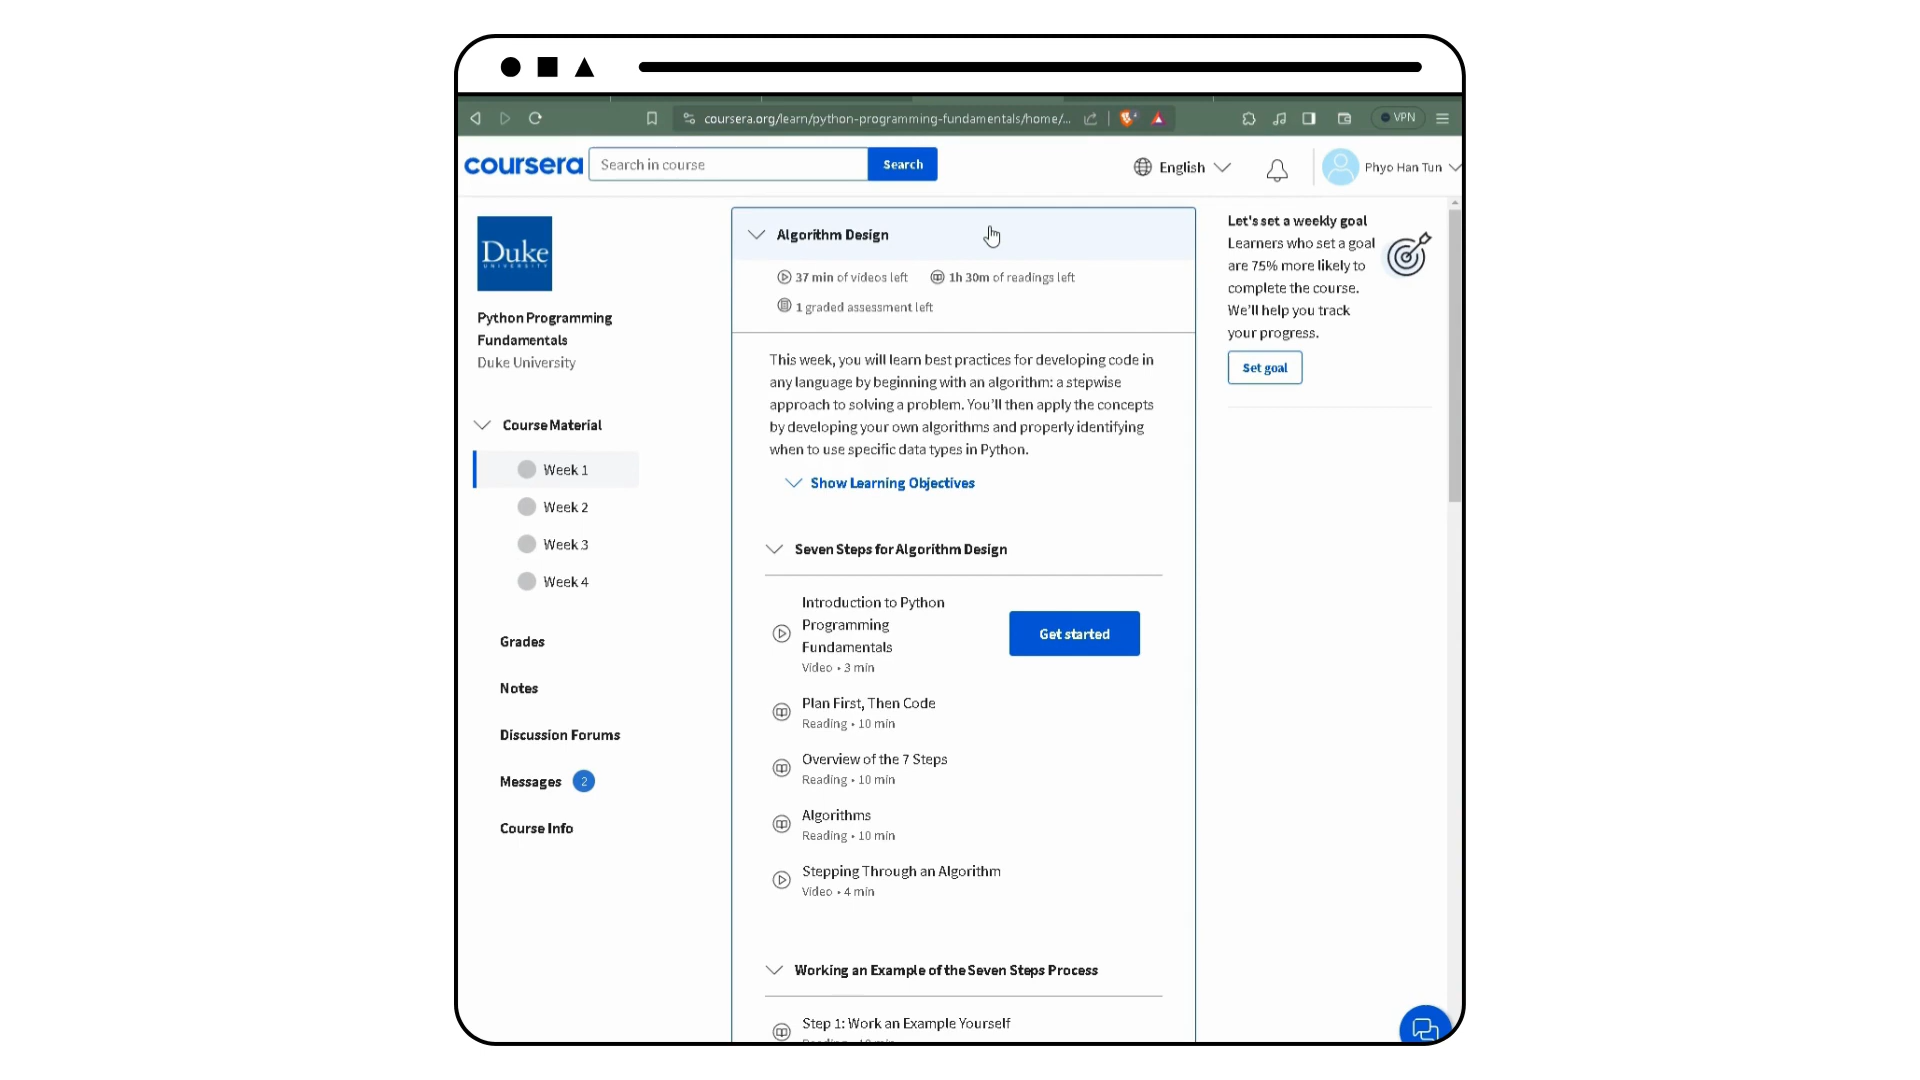 coursera.org/learn/python-programming-fundamentals/home/...
VPN
coursera
Search in course
Search
English
Phyo Han Tun
Duke
UNIVERSITY
Python Programming
Fundamentals
Duke University
Course Material
Week 1
Week 2
Week 3
Week 4
Grades
Notes
Discussion Forums
Messages 2
Course Info
Algorithm Design
37 min of videos left 1h 30m of readings left
1 graded assessment left
This week, you will learn best practices for developing code in
any language by beginning with an algorithm: a stepwise
approach to solving a problem. You'll then apply the concepts
by developing your own algorithms and properly identifying
when to use specific data types in Python.
Show Learning Objectives
Seven Steps for Algorithm Design
Introduction to Python
Programming
Fundamentals
Video • 3 min
Get started
Plan First, Then Code
Reading • 10 min
Overview of the 7 Steps
Reading • 10 min
Algorithms
Reading • 10 min
Stepping Through an Algorithm
Video • 4 min
Working an Example of the Seven Steps Process
Step 1: Work an Example Yourself
Let's set a weekly goal
Learners who set a goal
are 75% more likely to
complete the course.
We'll help you track
your progress.
Set goal